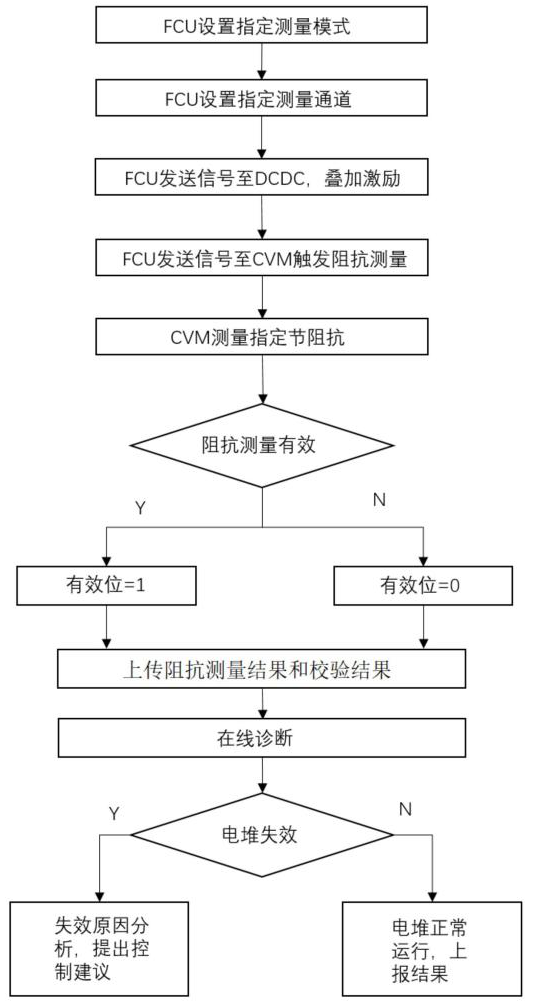 FCU设置指定测量模式
FCU设置指定测量通道
FCU发送信号至DCDC，叠加激励
FCU发送信号至CVM触发阻抗测量
CVM测量指定节阻抗
阻抗测量有效
Y
N
有效位=1
有效位=0
上传阻抗测量结果和校验结果
在线诊断
Y
N
电堆失效
失效原因分
析，提出控
制建议
电堆正常
运行，上
报结果